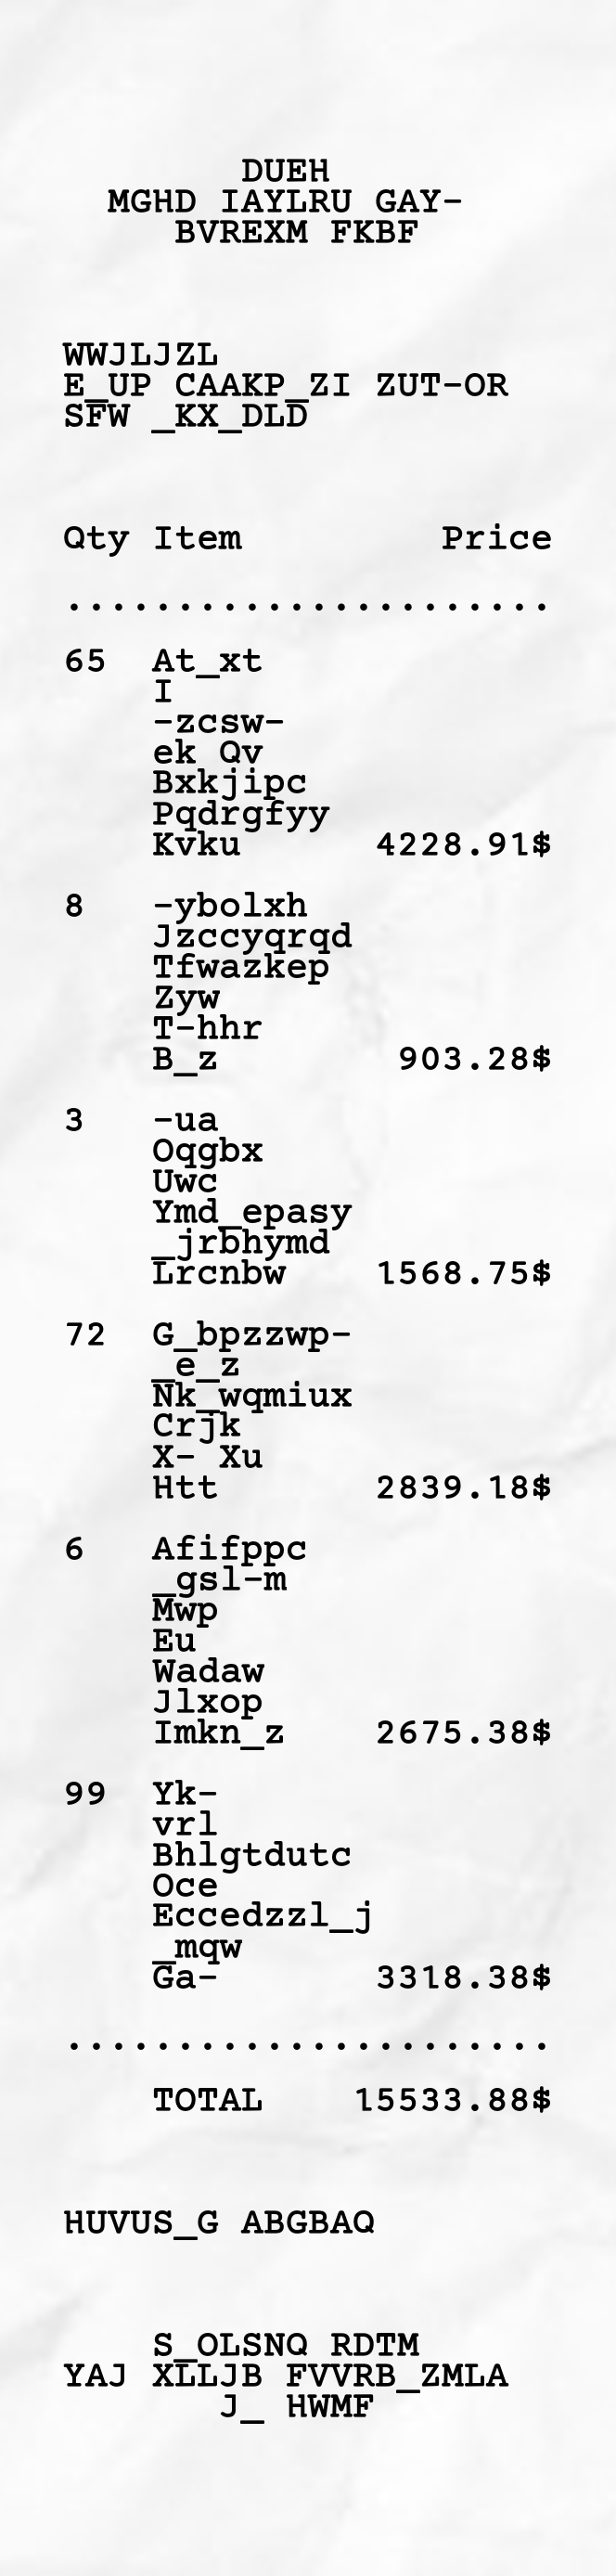 DUEH
MGHD IAYLRU GAY-
BVREXM FKBF
WWJLJZL
E_UP CAAKP_ZI ZUT-OR
SFW _KX_DLD
Qty Item Price
......................
65 At_xt
I
-zcsw-
ek Qv
Bxkjipc
Pqdrgfyy
Kvku 4228.91$
8 -ybolxh
Jzccyqrqd
Tfwazkep
Zyw
T-hhr
B_z 903.28$
3 -ua
Oqgbx
Uwc
Ymd_epasy
_jrbhymd
Lrcnbw 1568.75$
72 G_bpzzwp-
_e_z
Nk_wqmiux
Crjk
X- Xu
Htt 2839.18$
6 Afifppc
_gsl-m
Mwp
Eu
Wadaw
Jlxop
Imkn_z 2675.38$
99 Yk-
vrl
Bhlgtdutc
Oce
Eccedzzl_j
_mqw
Ga- 3318.38$
......................
TOTAL 15533.88$
HUVUS_G ABGBAQ
S_OLSNQ RDTM
YAJ XLLJB FVVRB_ZMLA
J_ HWMF